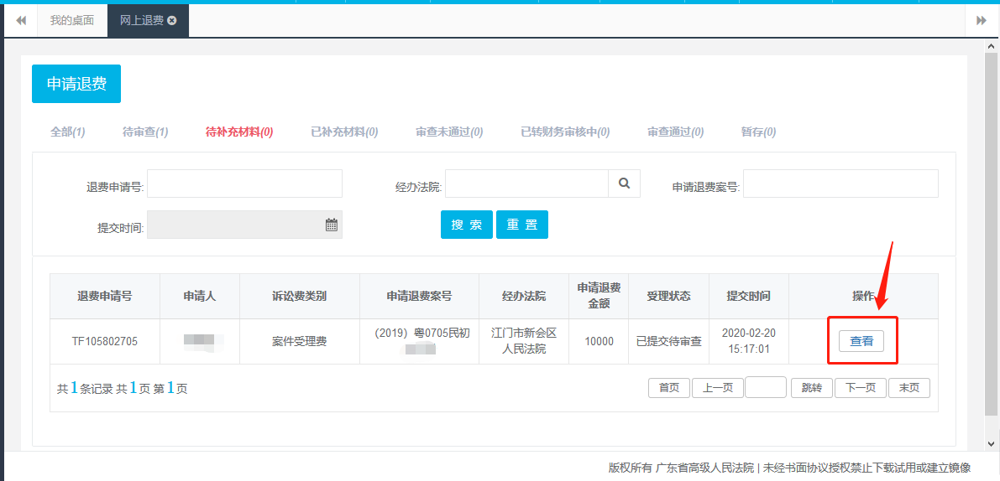 我的桌面 网上退费
申请退费
全部(1) 待审查(1) 待补充材料(0) 已补充材料(0) 审查未通过(0) 已转财务审核中(0) 审查通过(0) 暂存(0)
退费申请号: 经办法院: 申请退费案号:
提交时间: 搜 索 重 置
退费申请号 申请人 诉讼费类别 申请退费案号 经办法院 申请退费金额 受理状态 提交时间 操作
TF105802705 案件受理费 (2019) 粤0705民初 江门市新会区人民法院 10000 已提交待审查 2020-02-20 15:17:01 查看
共1条记录 共1页 第1页 首页 上一页 跳转 下一页 末页
版权所有 广东省高级人民法院 | 未经书面协议授权禁止下载试用或建立镜像